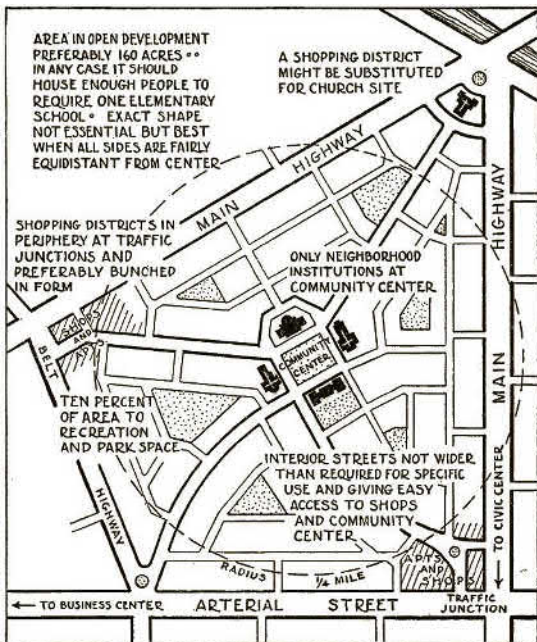 AREA IN OPEN DEVELOPMENT
PREFERABLY 160 ACRES • •
IN ANY CASE IT SHOULD
HOUSE ENOUGH PEOPLE TO
REQUIRE ONE ELEMENTARY
SCHOOL • EXACT SHAPE
NOT ESSENTIAL BUT BEST
WHEN ALL SIDES ARE FAIRLY
EQUIDISTANT FROM CENTER
A SHOPPING DISTRICT
MIGHT BE SUBSTITUTED
FOR CHURCH SITE
MAIN HIGHWAY
HIGHWAY
MAIN
SHOPPING DISTRICTS IN
PERIPHERY AT TRAFFIC
JUNCTIONS AND
PREFERABLY BUNCHED
IN FORM
ONLY NEIGHBORHOOD
INSTITUTIONS AT
COMMUNITY CENTER
SHOPS
AND
APTS
BELT
HIGHWAY
COMMUNITY
CENTER
TEN PERCENT
OF AREA TO
RECREATION
AND PARK SPACE
INTERIOR STREETS NOT WIDER
THAN REQUIRED FOR SPECIFIC
USE AND GIVING EASY
ACCESS TO SHOPS
AND COMMUNITY
CENTER
TO CIVIC CENTER
RADIUS 1/4 MILE
APTS
AND
SHOPS
TRAFFIC
JUNCTION
← TO BUSINESS CENTER
ARTERIAL STREET